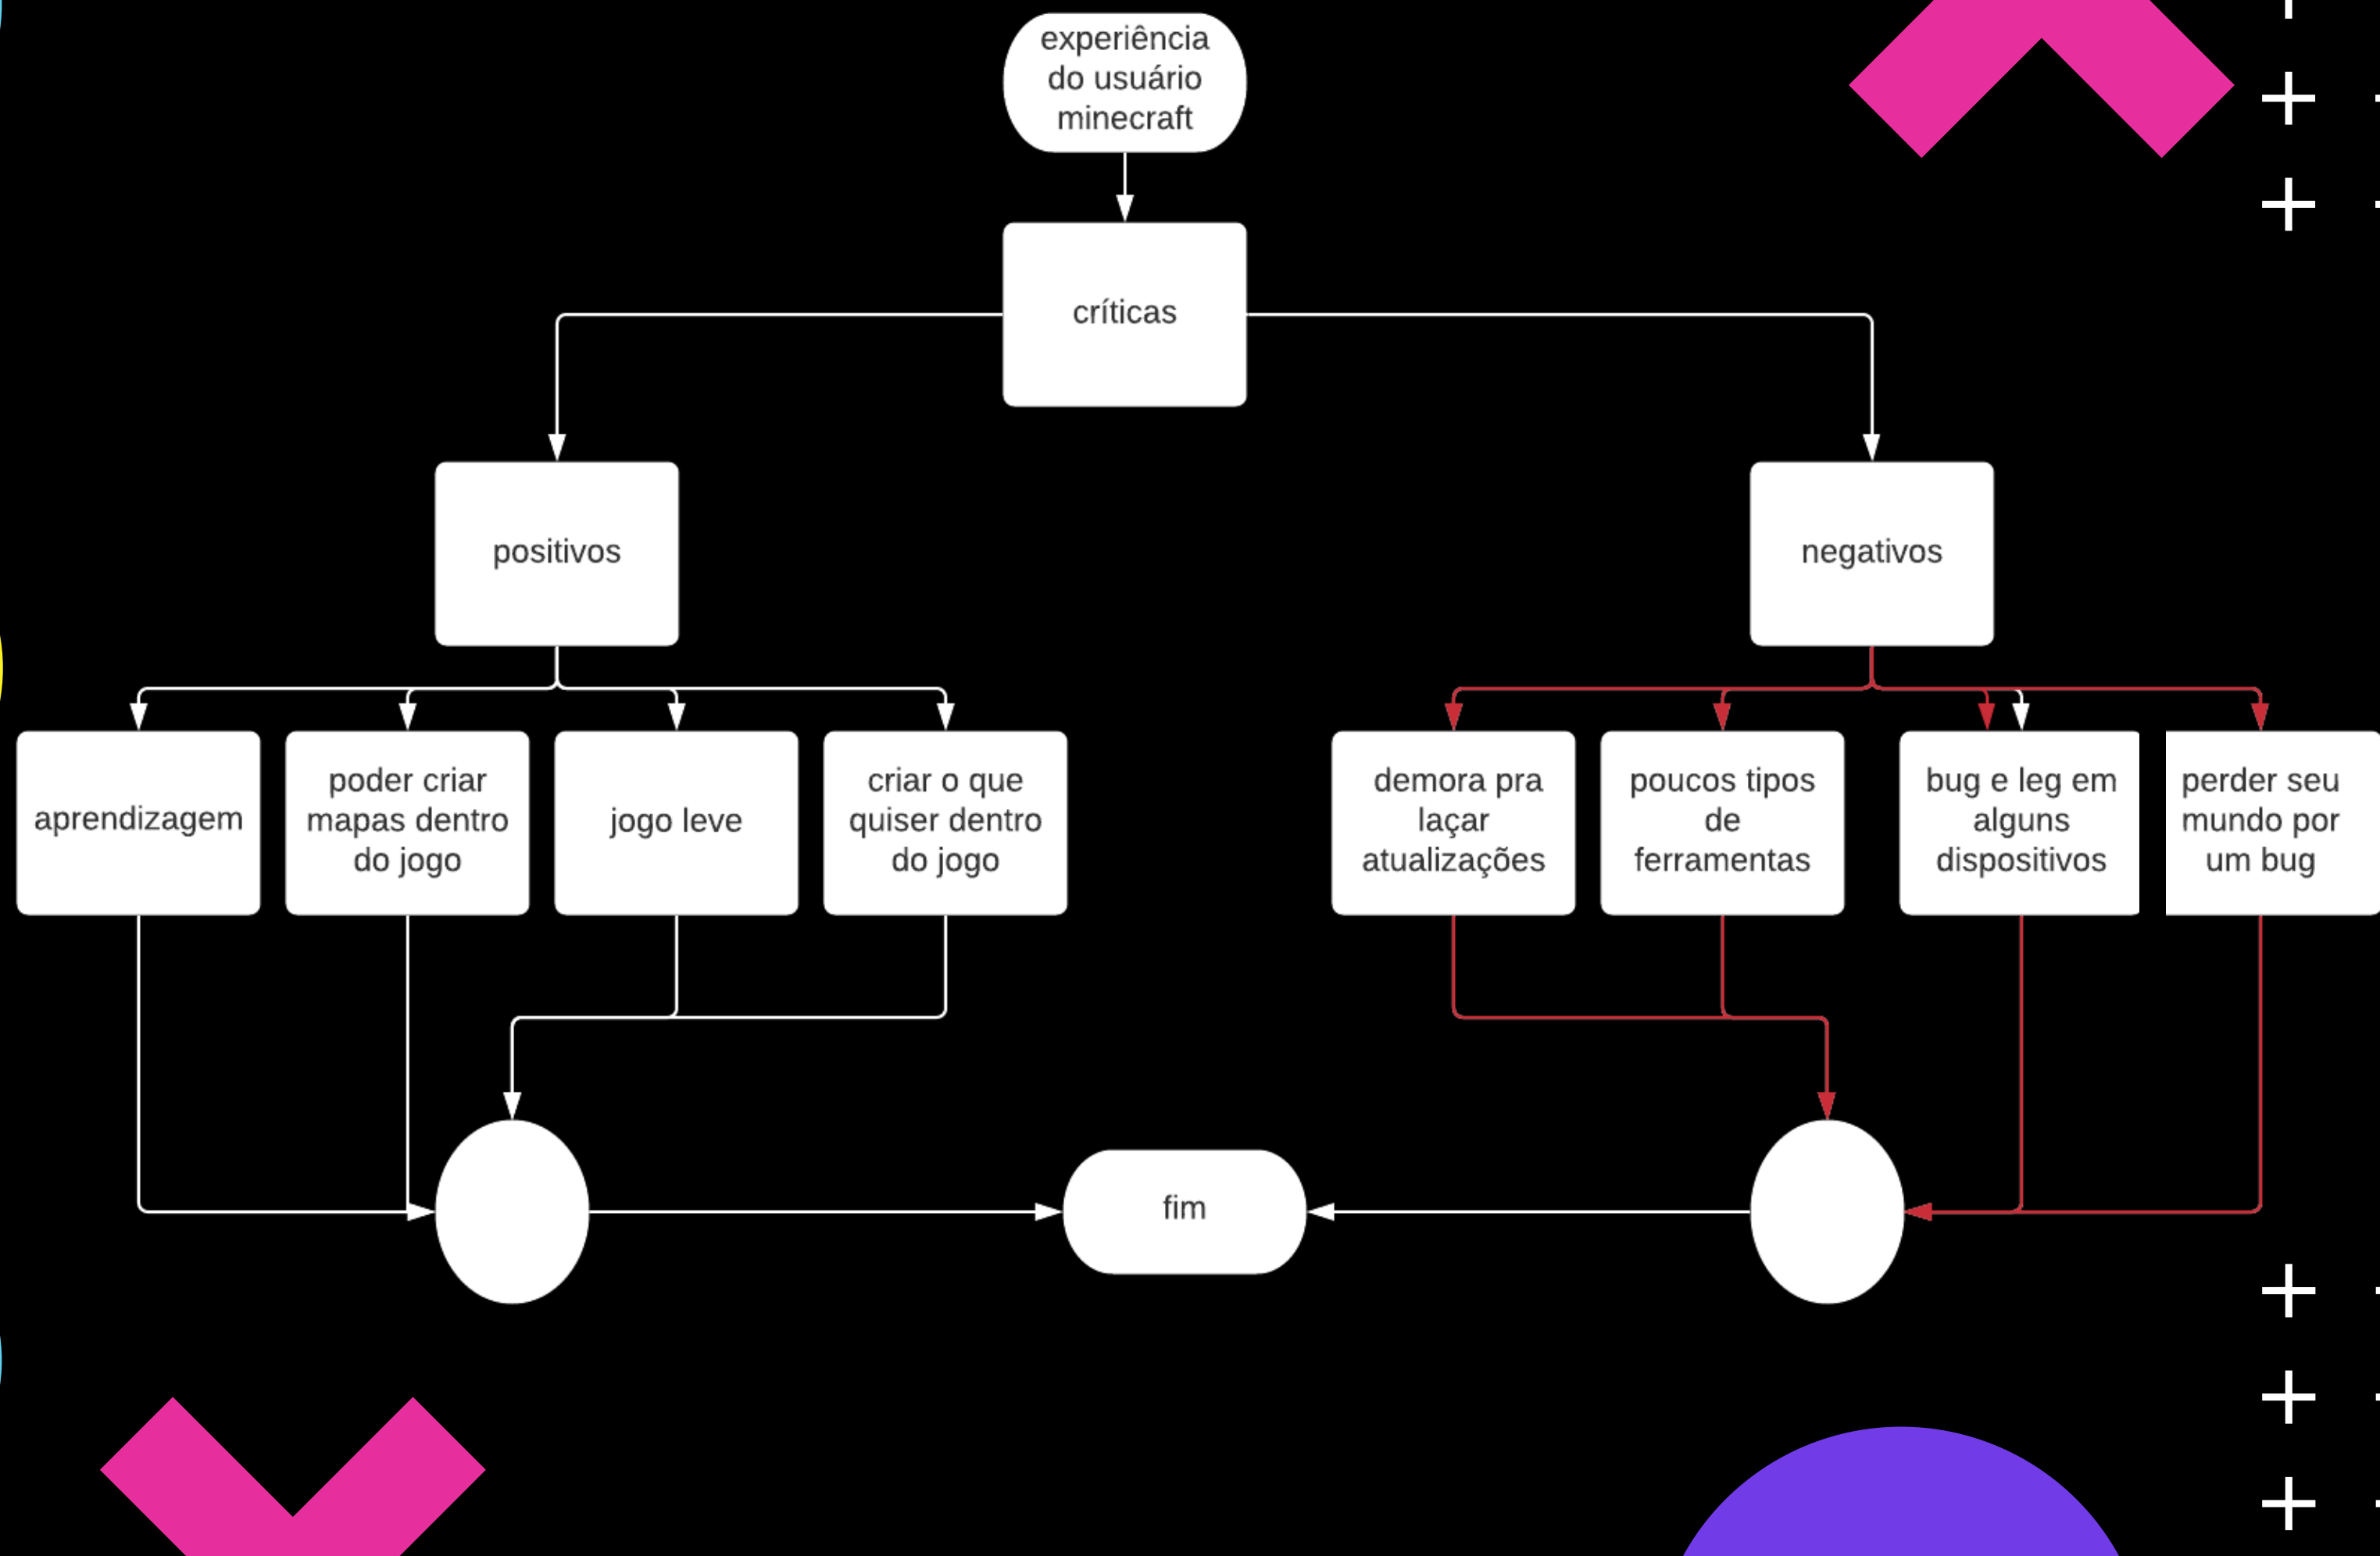 experiência
do usuário
minecraft
críticas
positivos
negativos
aprendizagem
poder criar
mapas dentro
do jogo
jogo leve
criar o que
quiser dentro
do jogo
demora pra
laçar
atualizações
poucos tipos
de
ferramentas
bug e leg em
alguns
dispositivos
perder seu
mundo por
um bug
fim